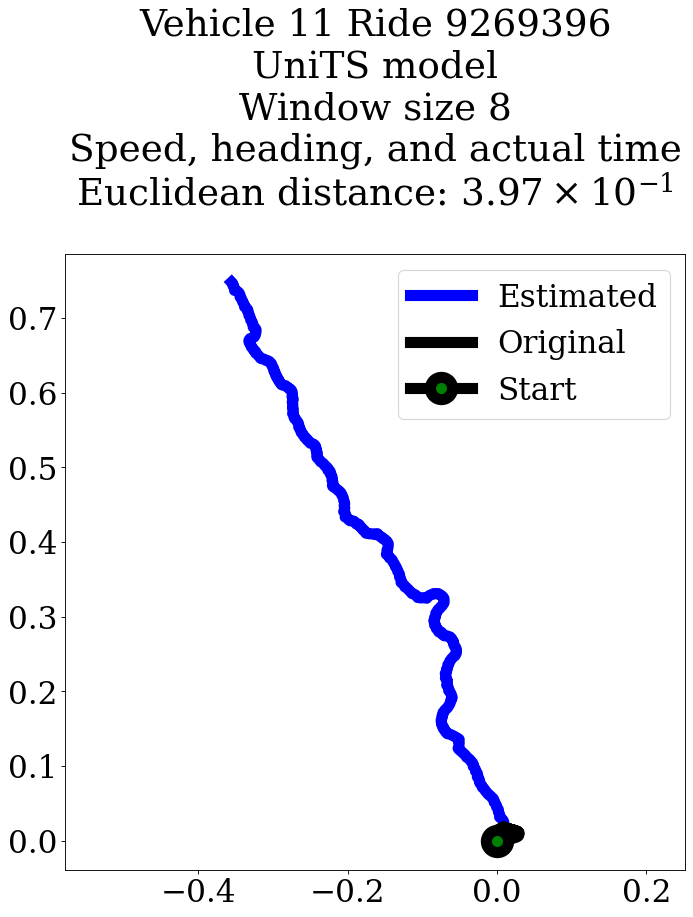 Vehicle 11 Ride 9269396
UniTS model
Window size 8
Speed, heading, and actual time
Euclidean distance: 3.97 × 10⁻¹
Estimated
Original
Start
0.7
0.6
0.5
0.4
0.3
0.2
0.1
0.0
−0.4 −0.2 0.0 0.2